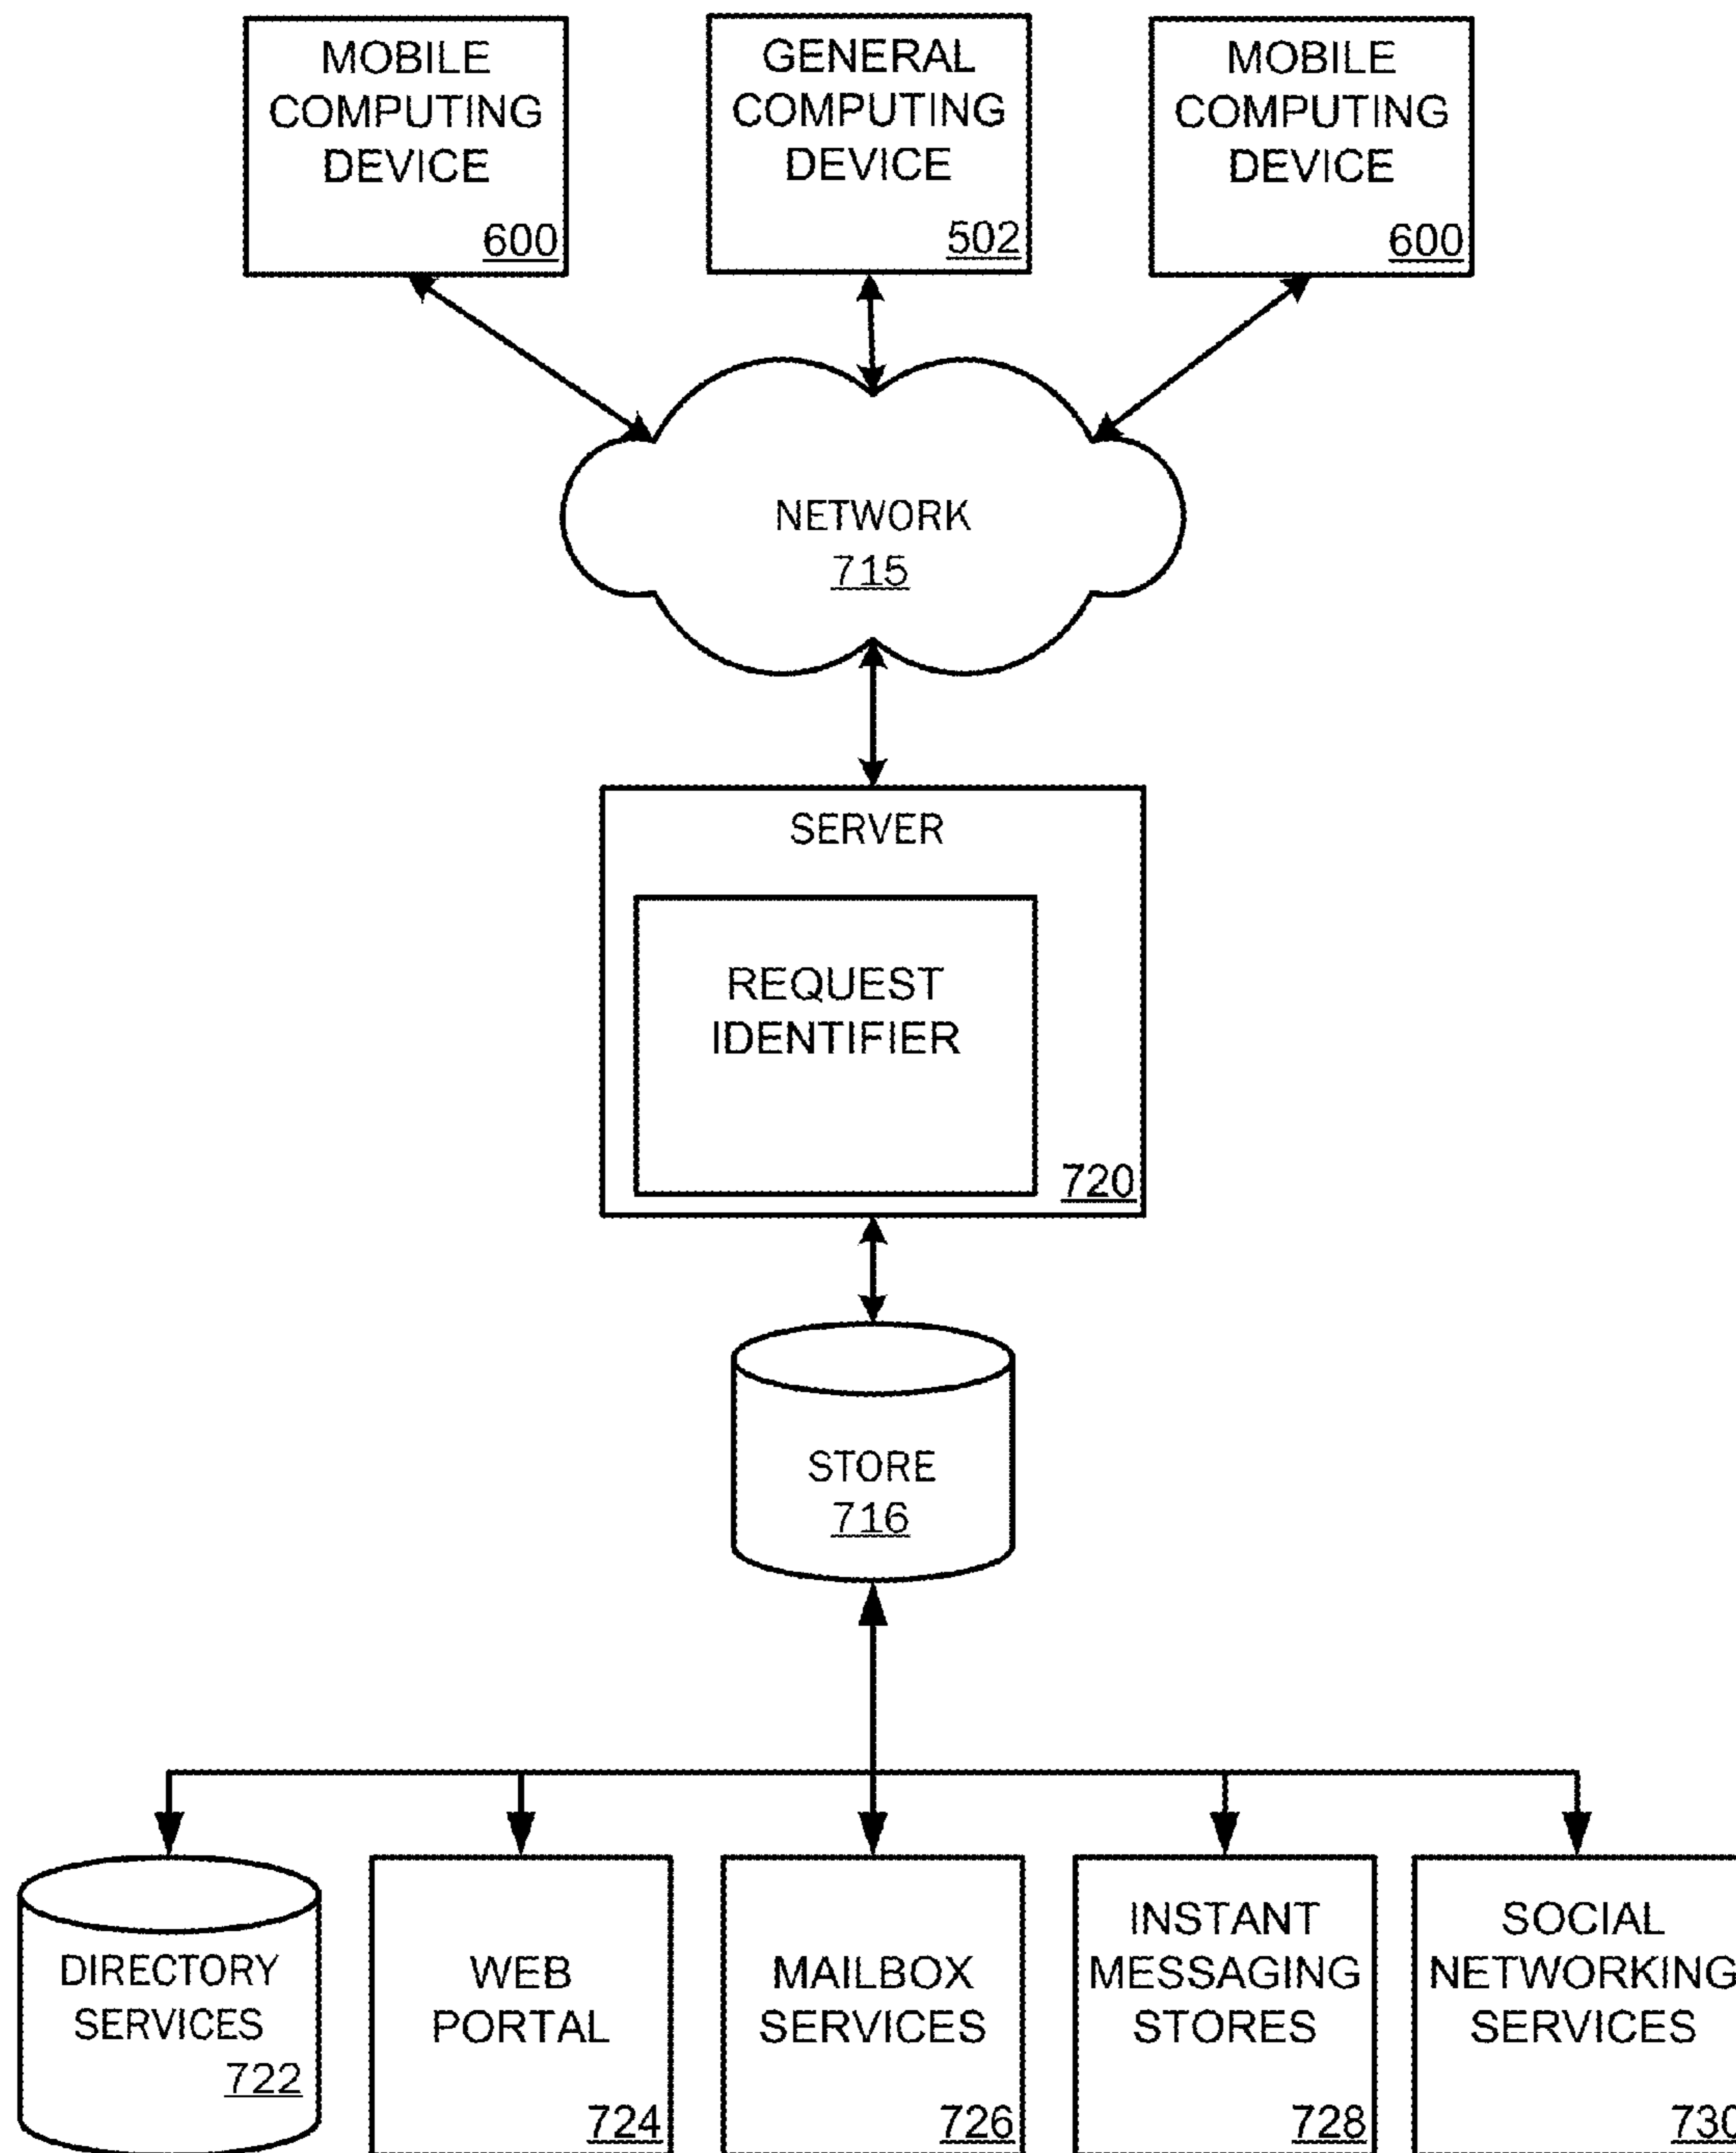 MOBILE
COMPUTING
DEVICE
600
GENERAL
COMPUTING
DEVICE
502
MOBILE
COMPUTING
DEVICE
600
NETWORK
715
SERVER
REQUEST
IDENTIFIER
720
STORE
716
DIRECTORY
SERVICES
722
WEB
PORTAL
724
MAILBOX
SERVICES
726
INSTANT
MESSAGING
STORES
728
SOCIAL
NETWORKING
SERVICES
730